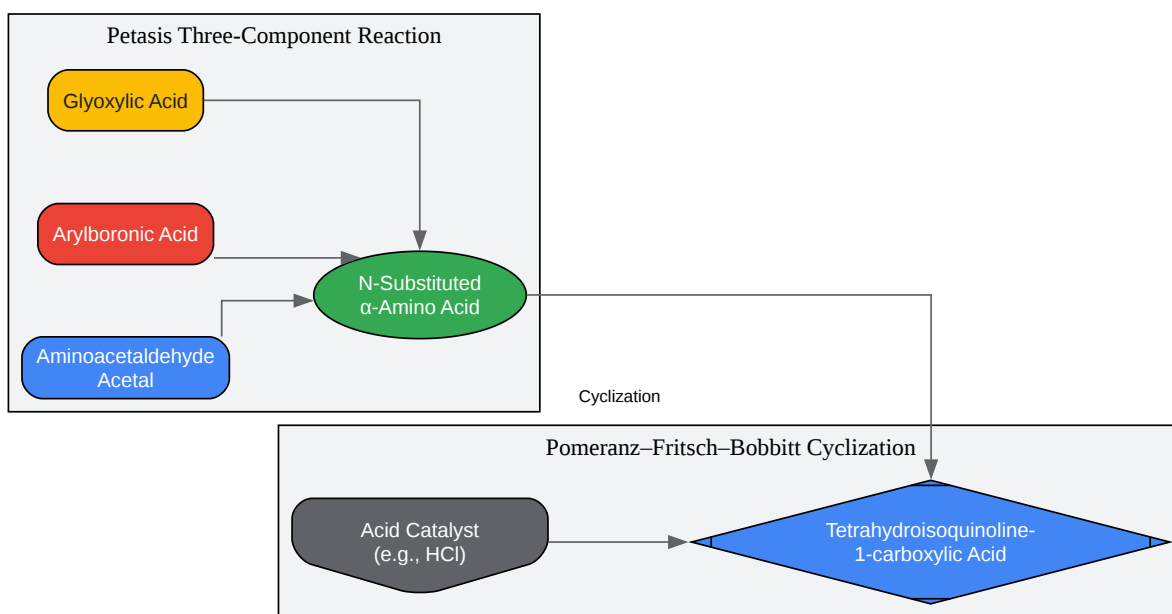 Petasis Three-Component Reaction
Glyoxylic Acid
Arylboronic Acid
N-Substituted
α-Amino Acid
Aminoacetaldehyde
Acetal
Cyclization
Pomeranz–Fritsch–Bobbitt Cyclization
Acid Catalyst
(e.g., HCl)
Tetrahydroisoquinoline-
1-carboxylic Acid